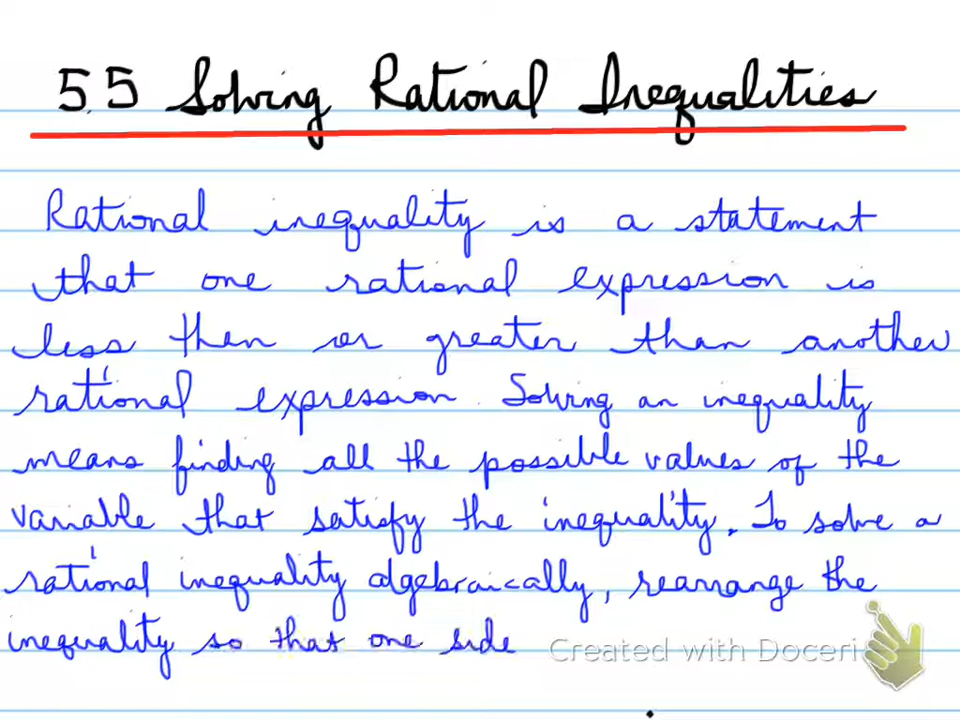 5.5 Solving Rational Inequalities
Rational inequality is a statement
that one rational expression is
less then or greater than another
rational expression. Solving an inequality
means finding all the possible values of the
variable that satisfy the inequality. To solve a
rational inequality algebraically, rearrange the
inequality so that one side
Created with Doceri